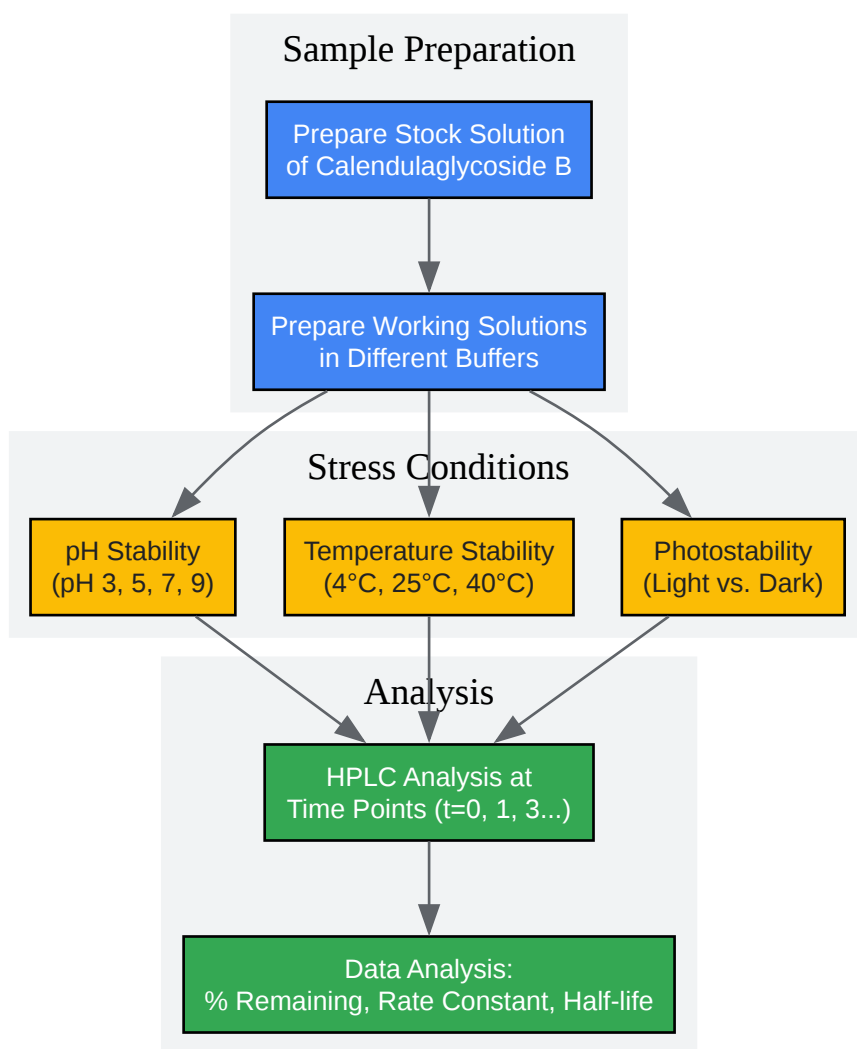 Sample Preparation
Prepare Stock Solution
of Calendulaglycoside B
Prepare Working Solutions
in Different Buffers
Stress Conditions
pH Stability
(pH 3, 5, 7, 9)
Temperature Stability
(4°C, 25°C, 40°C)
Photostability
(Light vs. Dark)
Analysis
HPLC Analysis at
Time Points (t=0, 1, 3...)
Data Analysis:
% Remaining, Rate Constant, Half-life